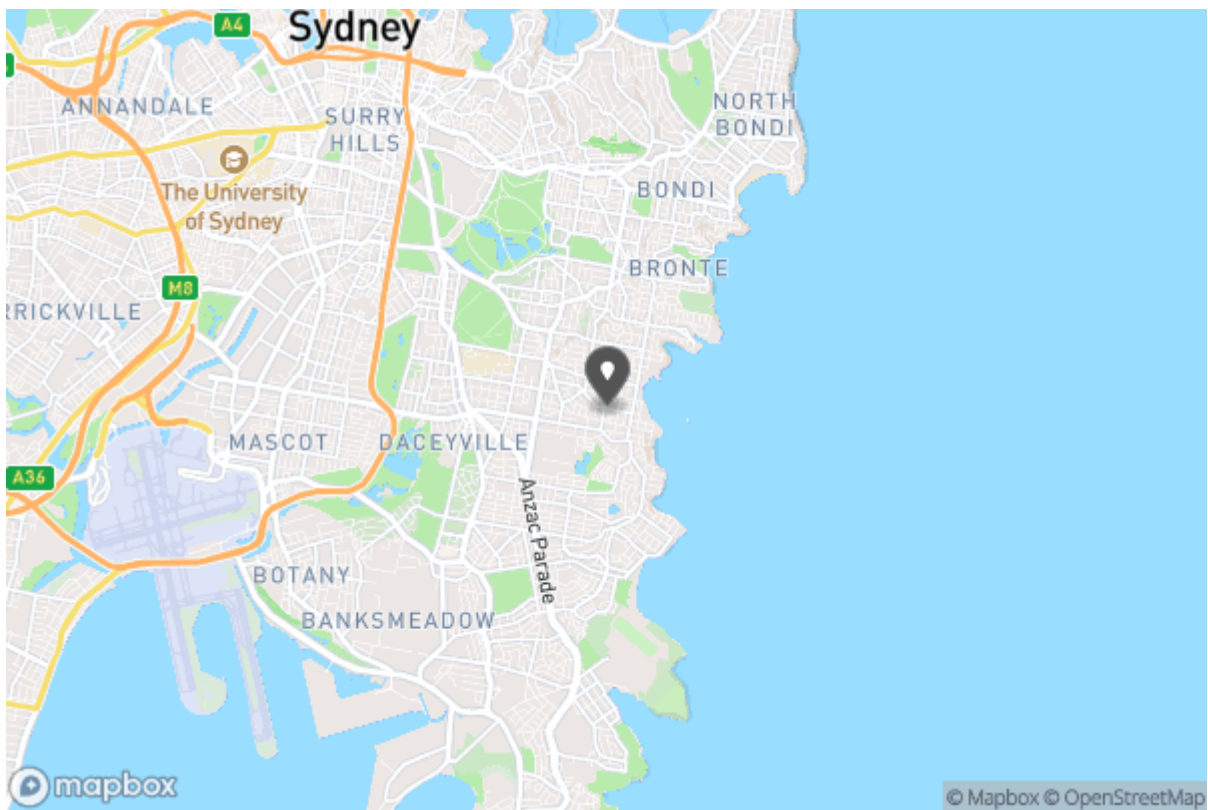 A4
Sydney
ANNANDALE
NORTH
BONDI
SURRY
HILLS
The University
of Sydney
BONDI
BRONTE
M8
RRICKVILLE
MASCOT
DACEYVILLE
A36
Anzac Parade
BOTANY
BANKSMEADOW
mapbox
© Mapbox © OpenStreetMap